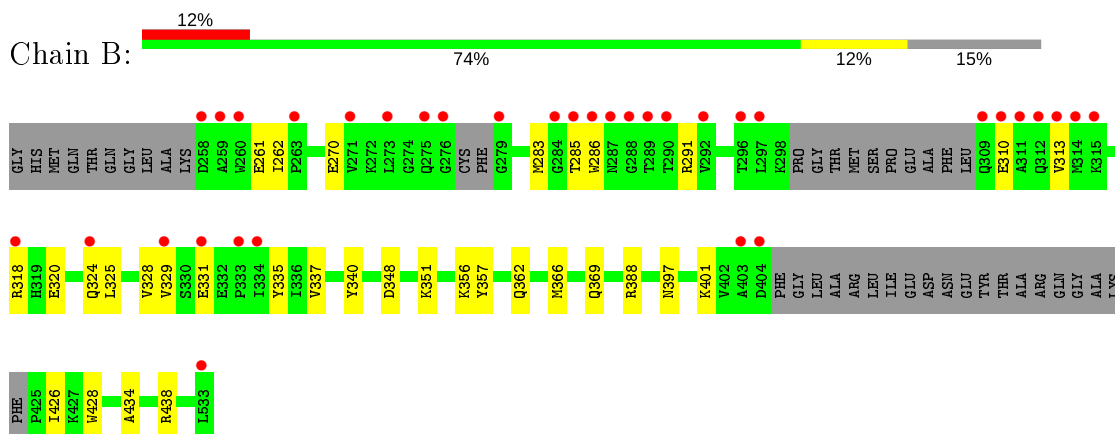 12%
Chain B:
74% 12% 15%
GLY HIS MET GLN THR GLN GLN GLY LEU ALA LYS D258 A259 W260 E261 I262 P263 E270 V271 K272 L273 G274 Q275 G276 CYS PHE G279 M283 G284 T285 W286 N287 G288 T289 T290 R291 V292 T296 L297 K298 PRO GLY THR MET SER PRO GLU ALA PHE LEU Q309 E310 A311 Q312 V313 M314 K315
R318 H319 E320 Q324 L325 V328 V329 S330 E331 E332 P333 I334 Y335 I336 V337 Y340 D348 K351 K356 Y357 Q362 M366 Q369 R388 N397 K401 V402 A403 D404 PHE GLY LEU ALA ARG LEU ILE GLU ASP ASN GLU TYR THR ALA ARG GLN GLY ALA LYS
PHE P425 I426 K427 W428 A434 R438 L533